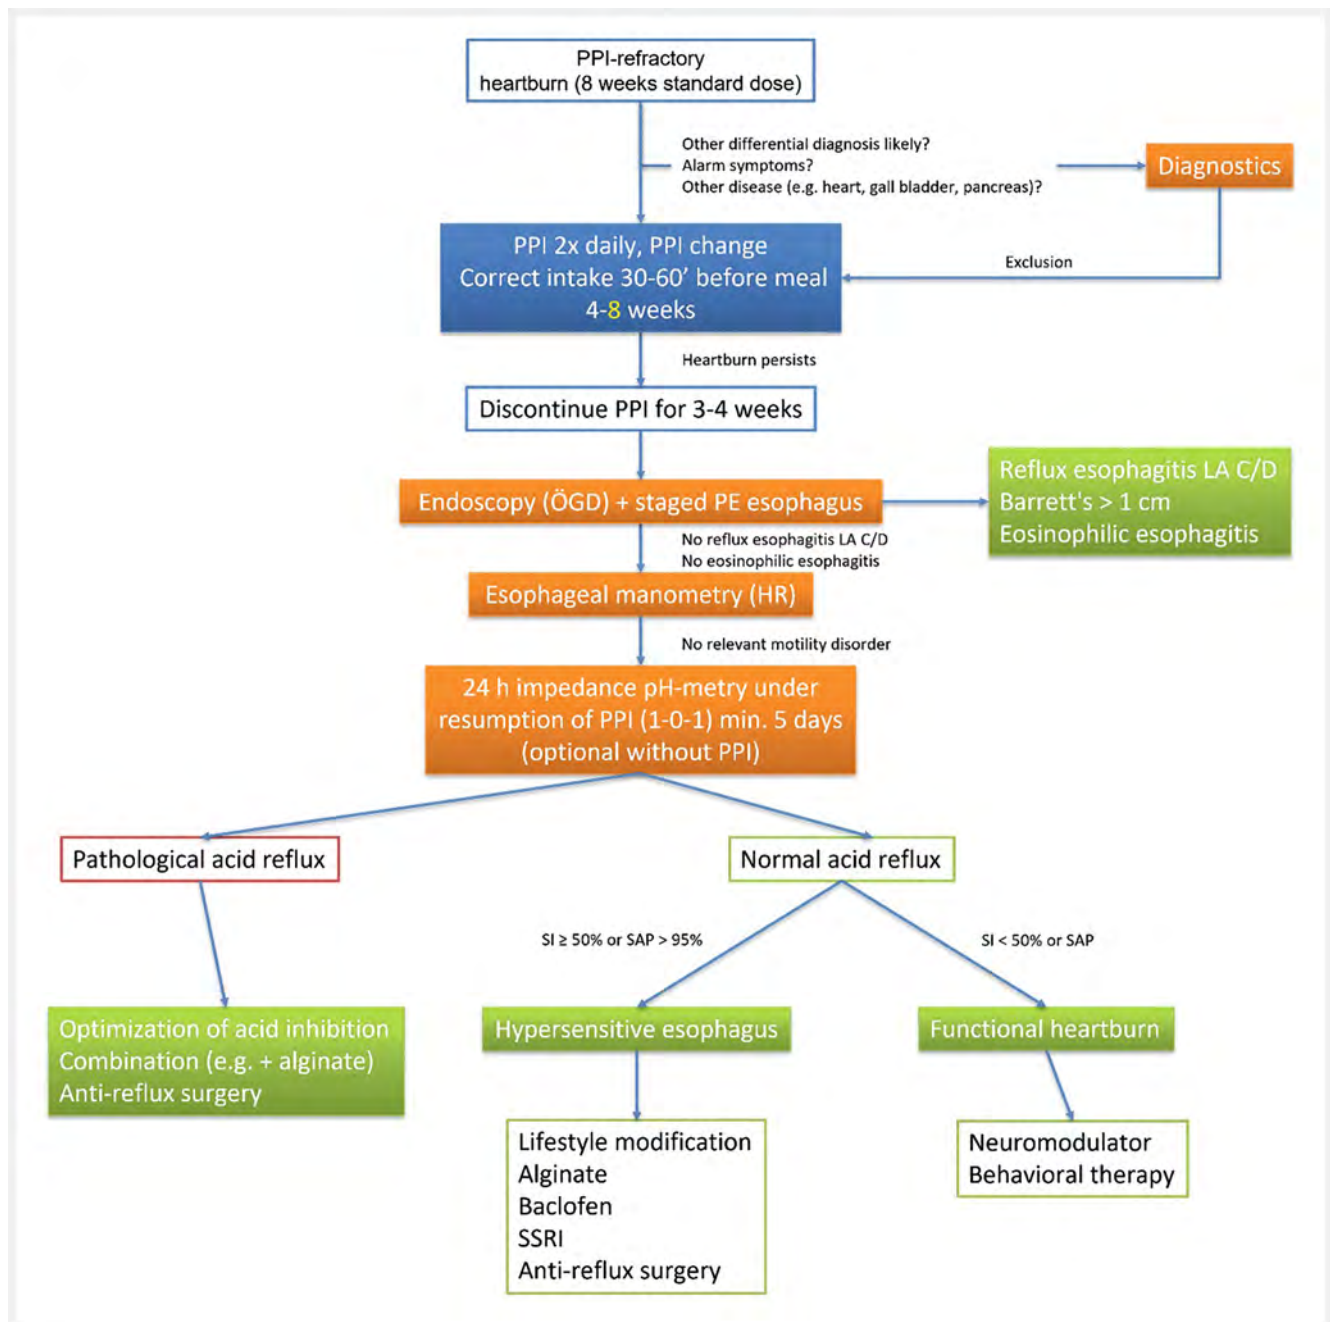 PPI-refractory
heartburn (8 weeks standard dose)
Other differential diagnosis likely?
Alarm symptoms?
Other disease (e.g. heart, gall bladder, pancreas)?
Diagnostics
PPI 2x daily, PPI change
Correct intake 30-60’ before meal
4-8 weeks
Exclusion
Heartburn persists
Discontinue PPI for 3-4 weeks
Endoscopy (ÖGD) + staged PE esophagus
Reflux esophagitis LA C/D
Barrett's > 1 cm
Eosinophilic esophagitis
No reflux esophagitis LA C/D
No eosinophilic esophagitis
Esophageal manometry (HR)
No relevant motility disorder
24 h impedance pH-metry under
resumption of PPI (1-0-1) min. 5 days
(optional without PPI)
Pathological acid reflux
Normal acid reflux
SI ≥ 50% or SAP > 95%
SI < 50% or SAP
Optimization of acid inhibition
Combination (e.g. + alginate)
Anti-reflux surgery
Hypersensitive esophagus
Functional heartburn
Lifestyle modification
Alginate
Baclofen
SSRI
Anti-reflux surgery
Neuromodulator
Behavioral therapy